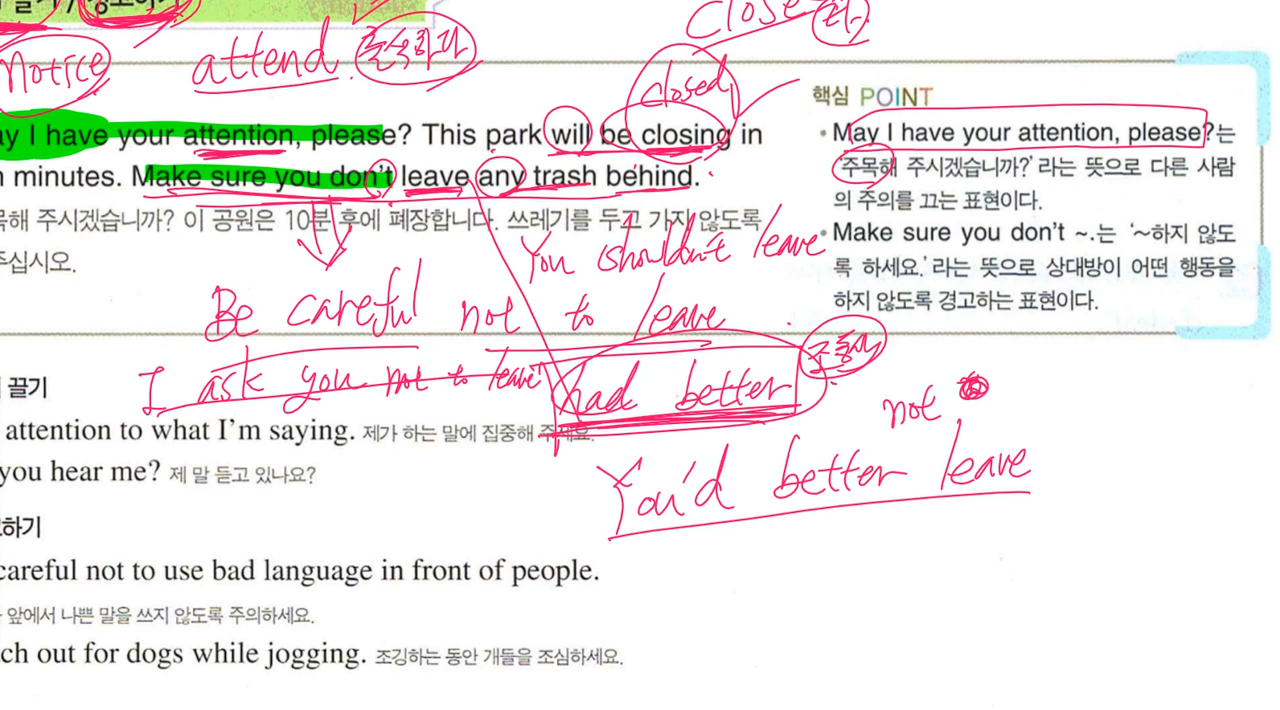 Notice
attend 출석하다
close
closed
ay I have your attention, please? This park will be closing in
n minutes. Make sure you don't leave any trash behind.
목해 주시겠습니까? 이 공원은 10분 후에 폐장합니다. 쓰레기를 두고 가지 않도록
주십시오.
You shouldn't leave
Be careful not to leave
I ask you not to leave
had better 조동사
not
You'd better leave
핵심 POINT
• May I have your attention, please?는
'주목해 주시겠습니까?'라는 뜻으로 다른 사람
의 주의를 끄는 표현이다.
• Make sure you don't ~.는 '~하지 않도
록 하세요.'라는 뜻으로 상대방이 어떤 행동을
하지 않도록 경고하는 표현이다.
끌기
attention to what I'm saying. 제가 하는 말에 집중해 주세요.
you hear me? 제 말 듣고 있나요?
하기
careful not to use bad language in front of people.
앞에서 나쁜 말을 쓰지 않도록 주의하세요.
ch out for dogs while jogging. 조깅하는 동안 개들을 조심하세요.